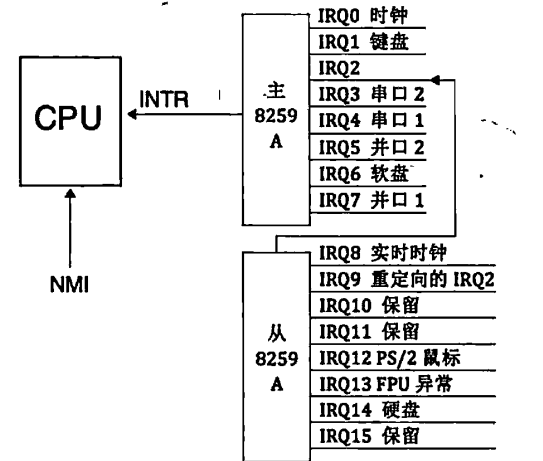 CPU
INTR
NMI
主
8259
A
IRQ0 时钟
IRQ1 键盘
IRQ2
IRQ3 串口 2
IRQ4 串口 1
IRQ5 并口 2
IRQ6 软盘
IRQ7 并口 1
从
8259
A
IRQ8 实时时钟
IRQ9 重定向的 IRQ2
IRQ10 保留
IRQ11 保留
IRQ12 PS/2 鼠标
IRQ13 FPU 异常
IRQ14 硬盘
IRQ15 保留